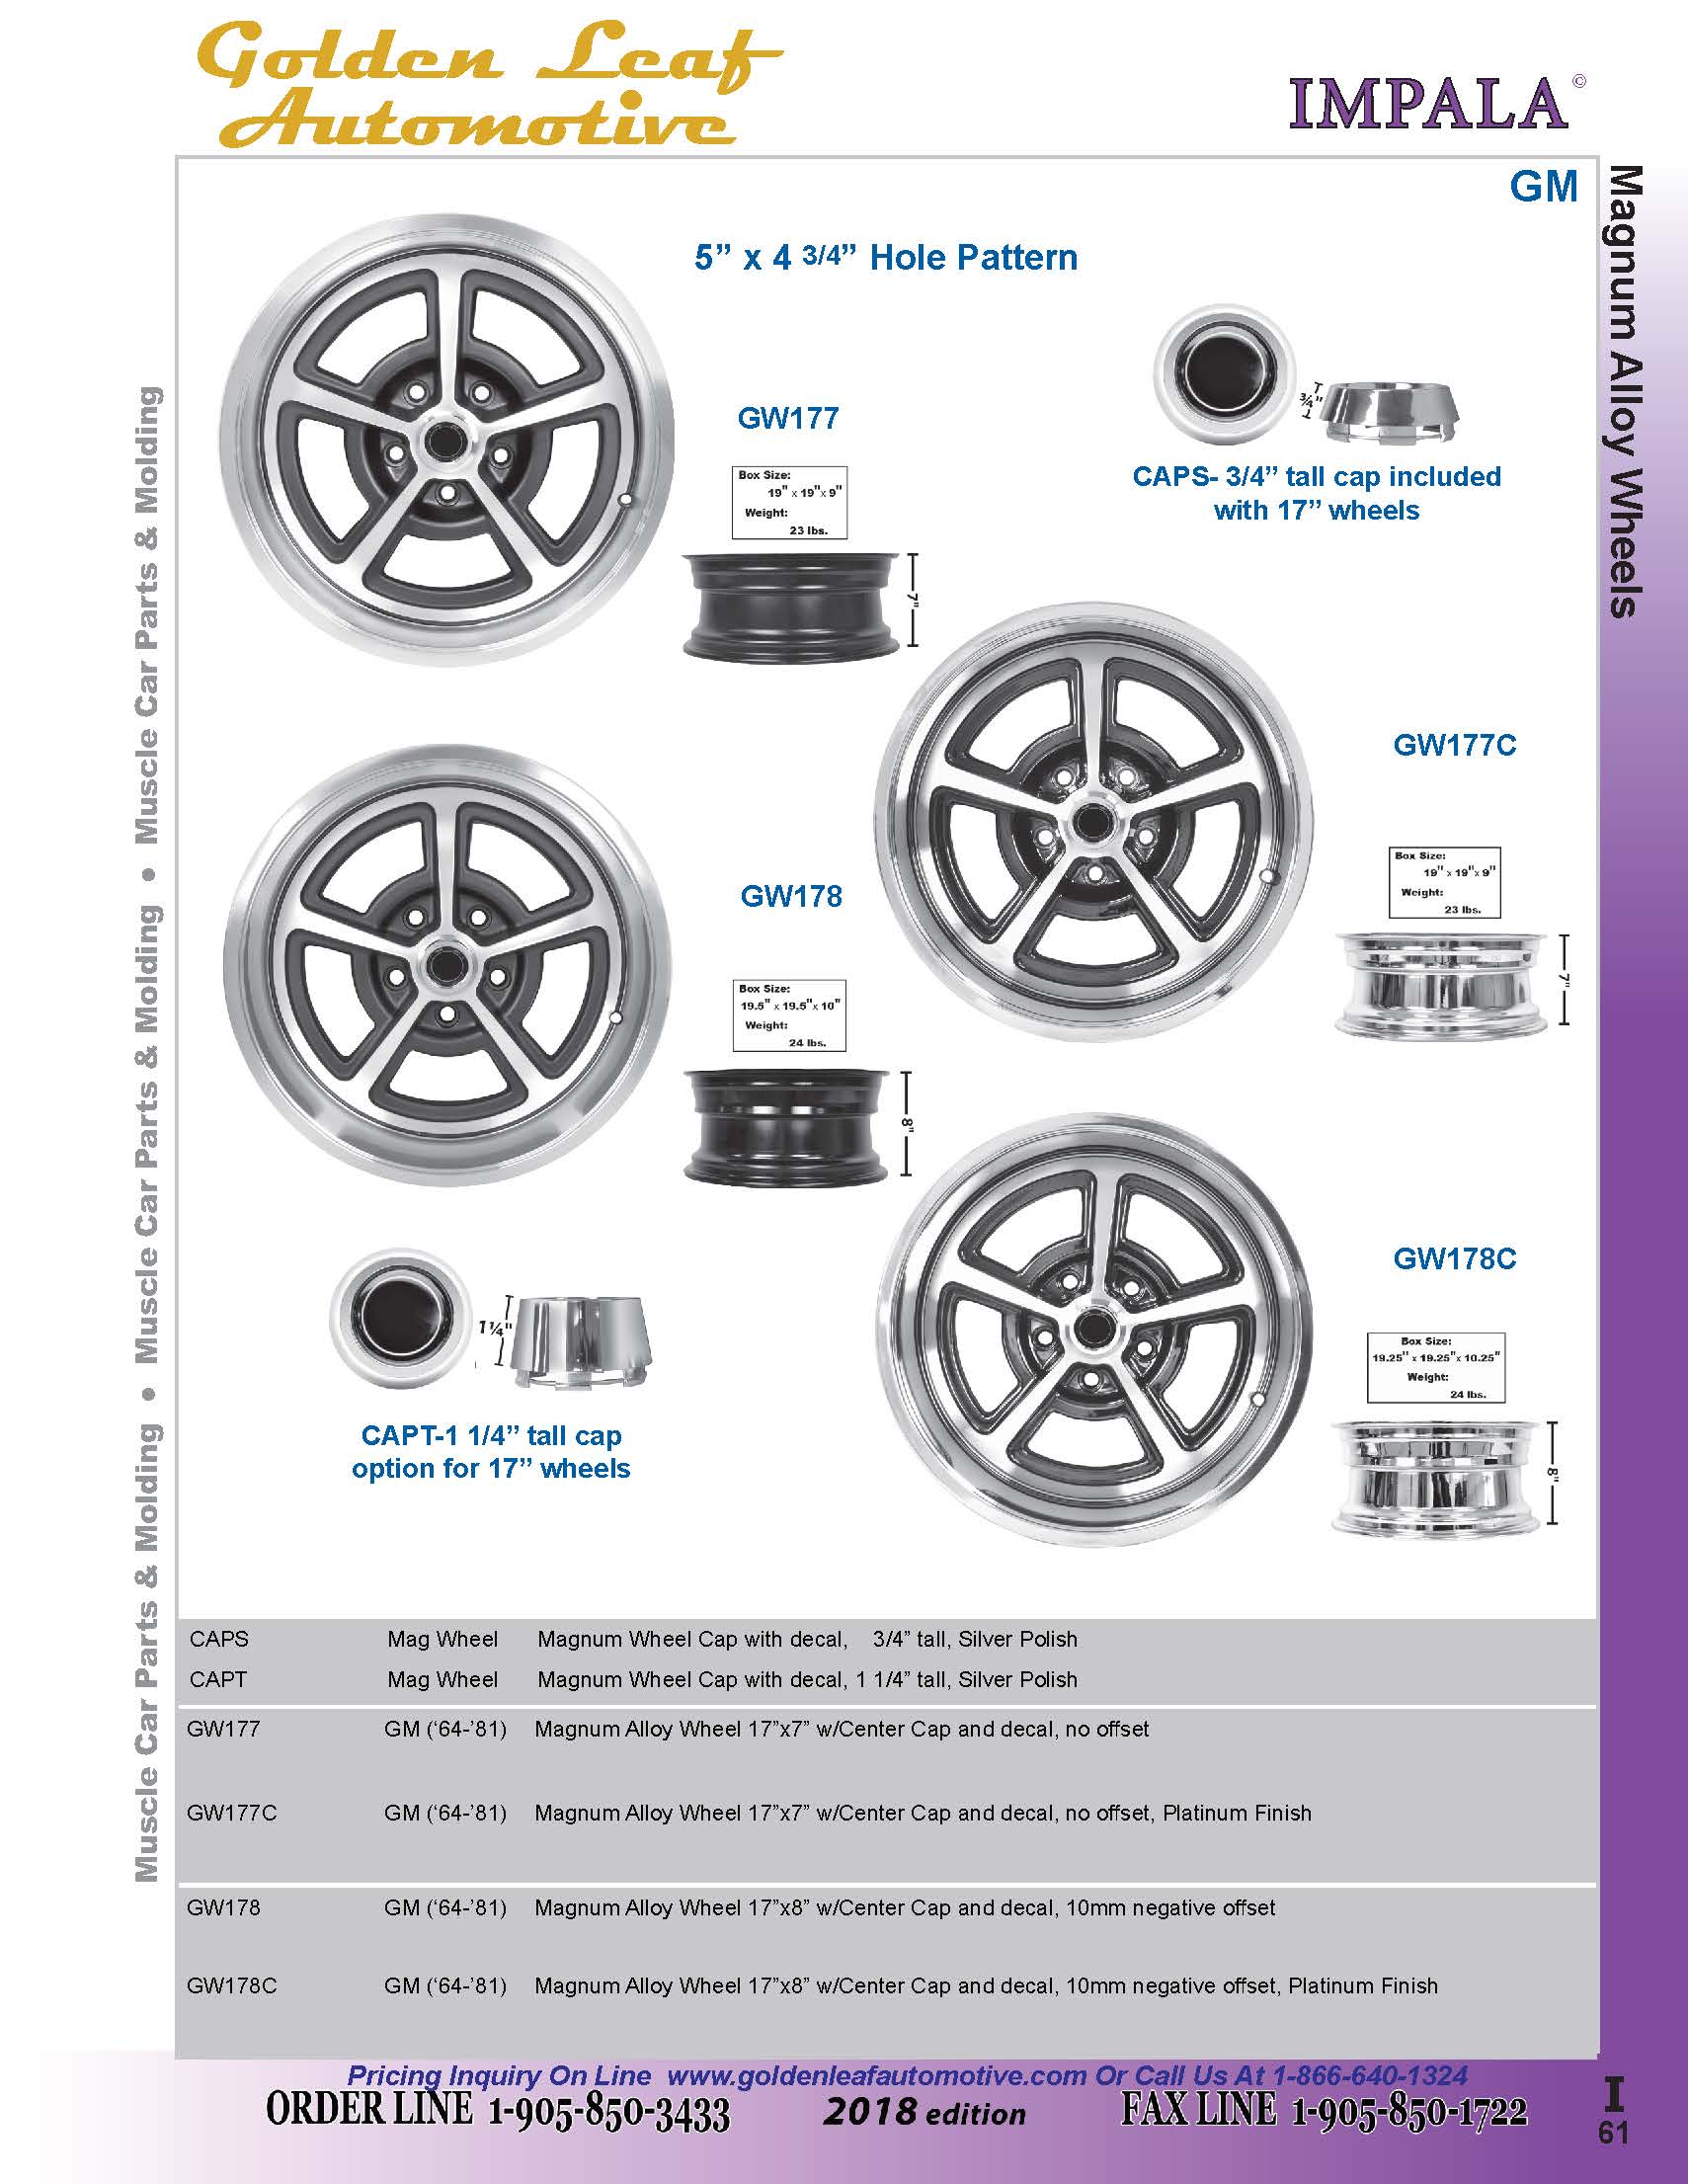 Golden Leaf
Automotive
IMPALA©
GM
Magnum Alloy Wheels
Muscle Car Parts & Molding • Muscle Car Parts & Molding • Muscle Car Parts & Molding
5” x 4 3/4” Hole Pattern
GW177
Box Size:
19" x 19"x 9"
Weight:
23 lbs.
7"
3/4"
CAPS- 3/4” tall cap included
with 17” wheels
GW177C
Box Size:
19" x 19"x 9"
Weight:
23 lbs.
7"
GW178
Box Size:
19.5" x 19.5"x 10"
Weight:
24 lbs.
8"
GW178C
Box Size:
19.25" x 19.25"x 10.25"
Weight:
24 lbs.
8"
1¼"
CAPT-1 1/4” tall cap
option for 17” wheels
CAPS Mag Wheel Magnum Wheel Cap with decal, 3/4” tall, Silver Polish
CAPT Mag Wheel Magnum Wheel Cap with decal, 1 1/4” tall, Silver Polish
GW177 GM (‘64-’81) Magnum Alloy Wheel 17”x7” w/Center Cap and decal, no offset
GW177C GM (‘64-’81) Magnum Alloy Wheel 17”x7” w/Center Cap and decal, no offset, Platinum Finish
GW178 GM (‘64-’81) Magnum Alloy Wheel 17”x8” w/Center Cap and decal, 10mm negative offset
GW178C GM (‘64-’81) Magnum Alloy Wheel 17”x8” w/Center Cap and decal, 10mm negative offset, Platinum Finish
Pricing Inquiry On Line www.goldenleafautomotive.com Or Call Us At 1-866-640-1324
ORDER LINE 1-905-850-3433 2018 edition FAX LINE 1-905-850-1722
I
61